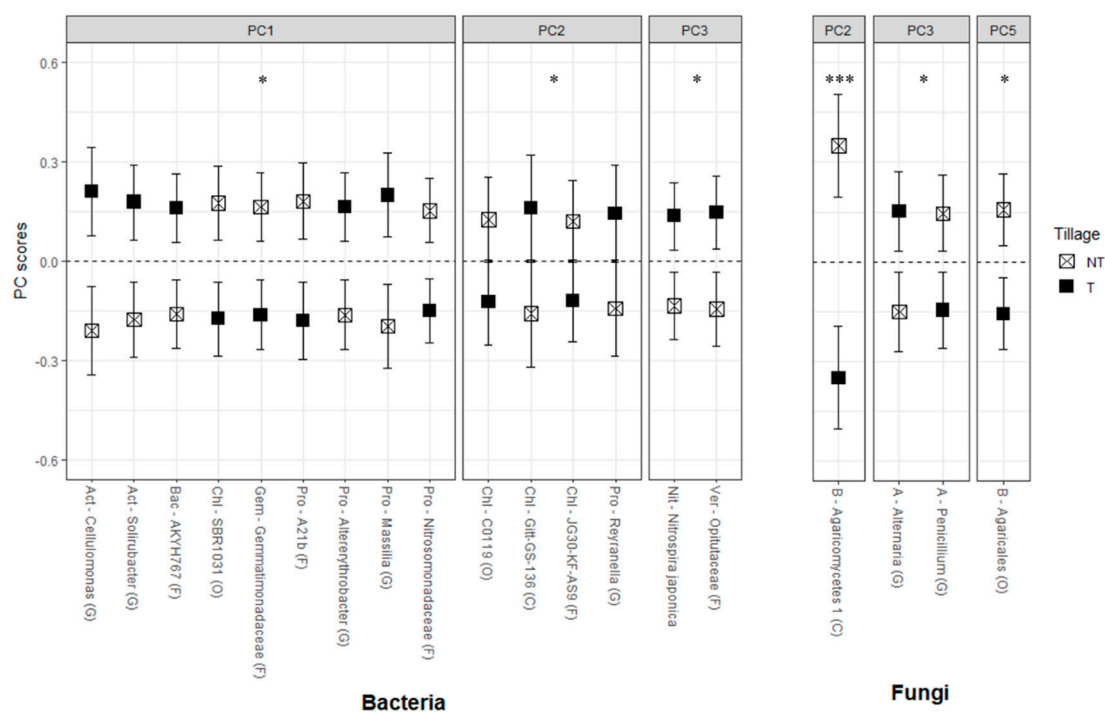 PC1
PC2
PC3
PC2
PC3
PC5
0.6
0.3
0.0
-0.3
-0.6
PC scores
*
*
*
***
*
*
Tillage
NT
T
Act - Cellulomonas (G)
Act - Solirubacter (G)
Bac - AKYH767 (F)
Chl - SBR1031 (O)
Gem - Gemmatimonadaceae (F)
Pro - A21b (F)
Pro - Altererythrobacter (G)
Pro - Massilia (G)
Pro - Nitrosomonadaceae (F)
Chl - C0119 (O)
Chl - Gitt-GS-136 (C)
Chl - JG30-KF-AS9 (F)
Pro - Reyranella (G)
Nit - Nitrospira japonica
Ver - Opitutaceae (F)
B - Agaricomycetes 1 (C)
A - Alternaria (G)
A - Penicillium (G)
B - Agaricales (O)
Bacteria
Fungi